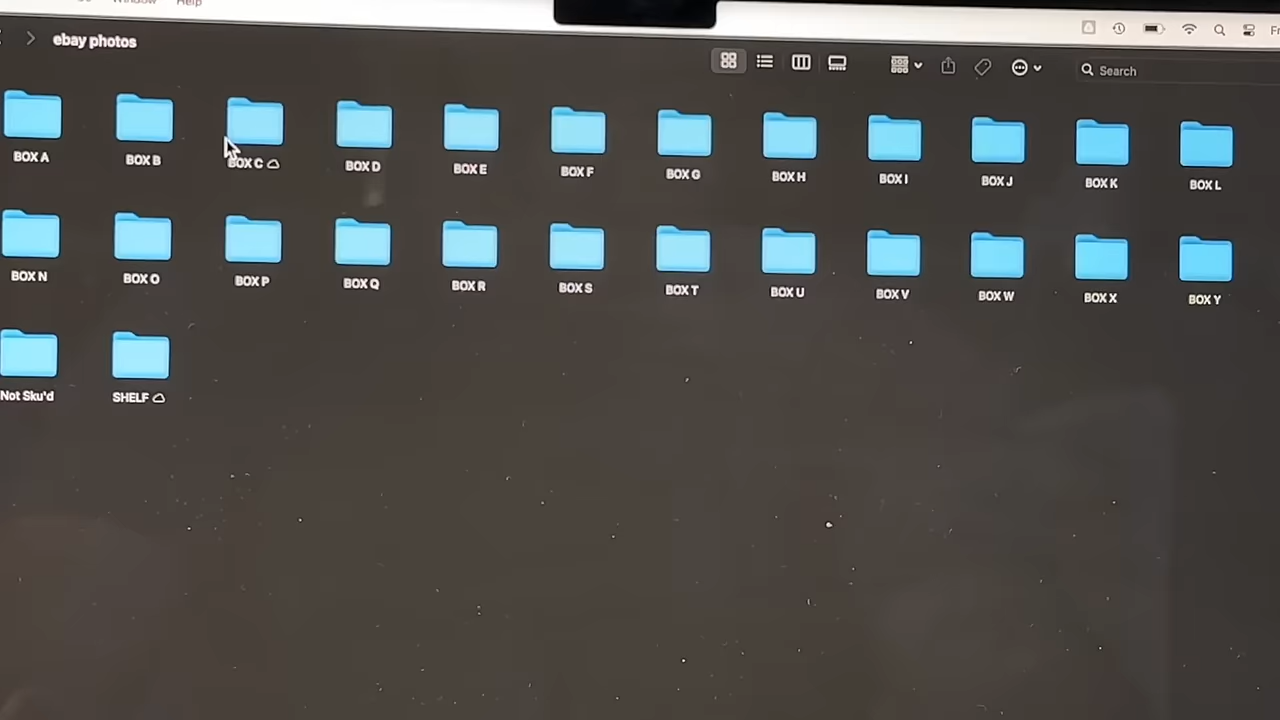 Window Help
ebay photos
Search
BOX A BOX B BOX C BOX D BOX E BOX F BOX G BOX H BOX I BOX J BOX K BOX L
BOX N BOX O BOX P BOX Q BOX R BOX S BOX T BOX U BOX V BOX W BOX X BOX Y
Not Sku'd SHELF